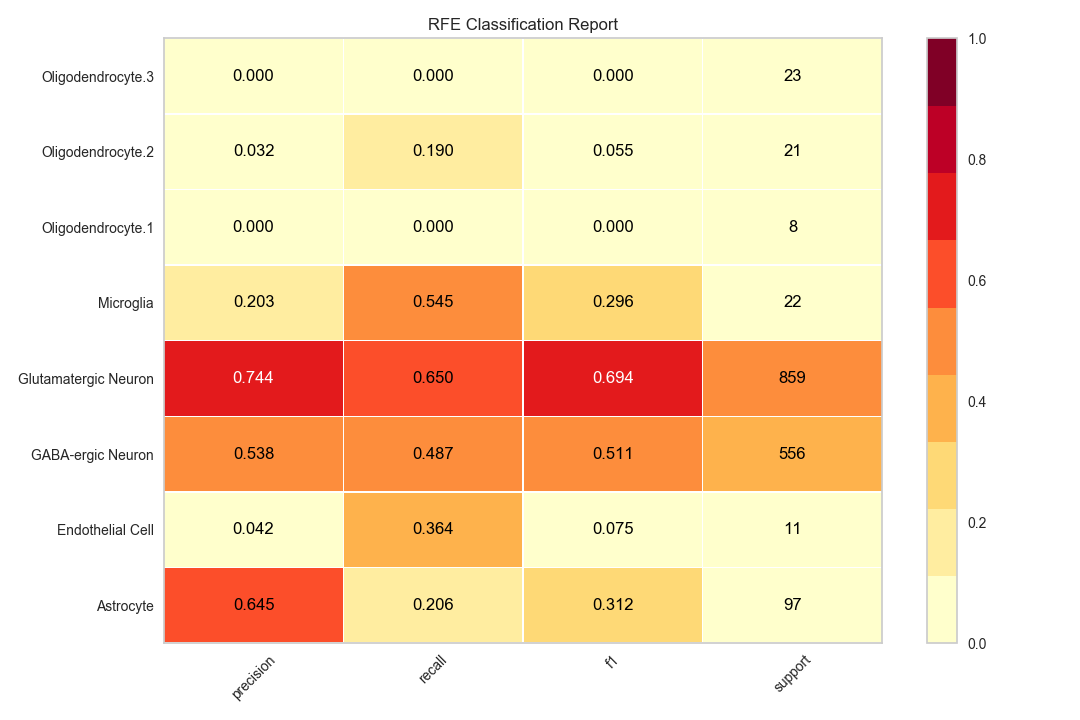 RFE Classification Report
Oligodendrocyte.3 0.000 0.000 0.000 23
Oligodendrocyte.2 0.032 0.190 0.055 21
Oligodendrocyte.1 0.000 0.000 0.000 8
Microglia 0.203 0.545 0.296 22
Glutamatergic Neuron 0.744 0.650 0.694 859
GABA-ergic Neuron 0.538 0.487 0.511 556
Endothelial Cell 0.042 0.364 0.075 11
Astrocyte 0.645 0.206 0.312 97
precision recall f1 support
1.0
0.8
0.6
0.4
0.2
0.0